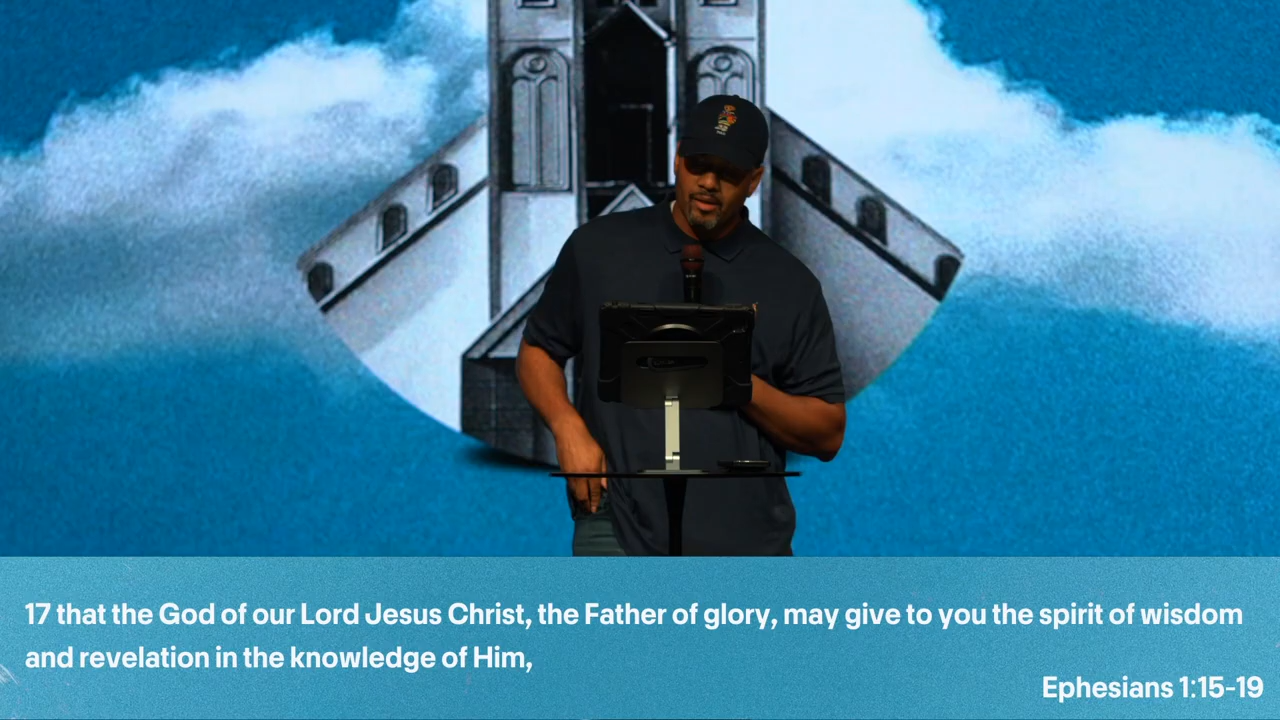 17 that the God of our Lord Jesus Christ, the Father of glory, may give to you the spirit of wisdom
and revelation in the knowledge of Him,
Ephesians 1:15-19